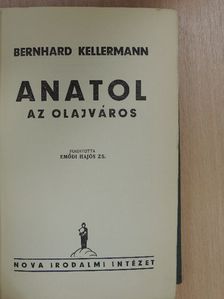 BERNHARD KELLERMANN
ANATOL
AZ OLAJVÁROS
FORDÍTOTTA
EMŐDI HAJÓS ZS.
NOVA IRODALMI INTÉZET